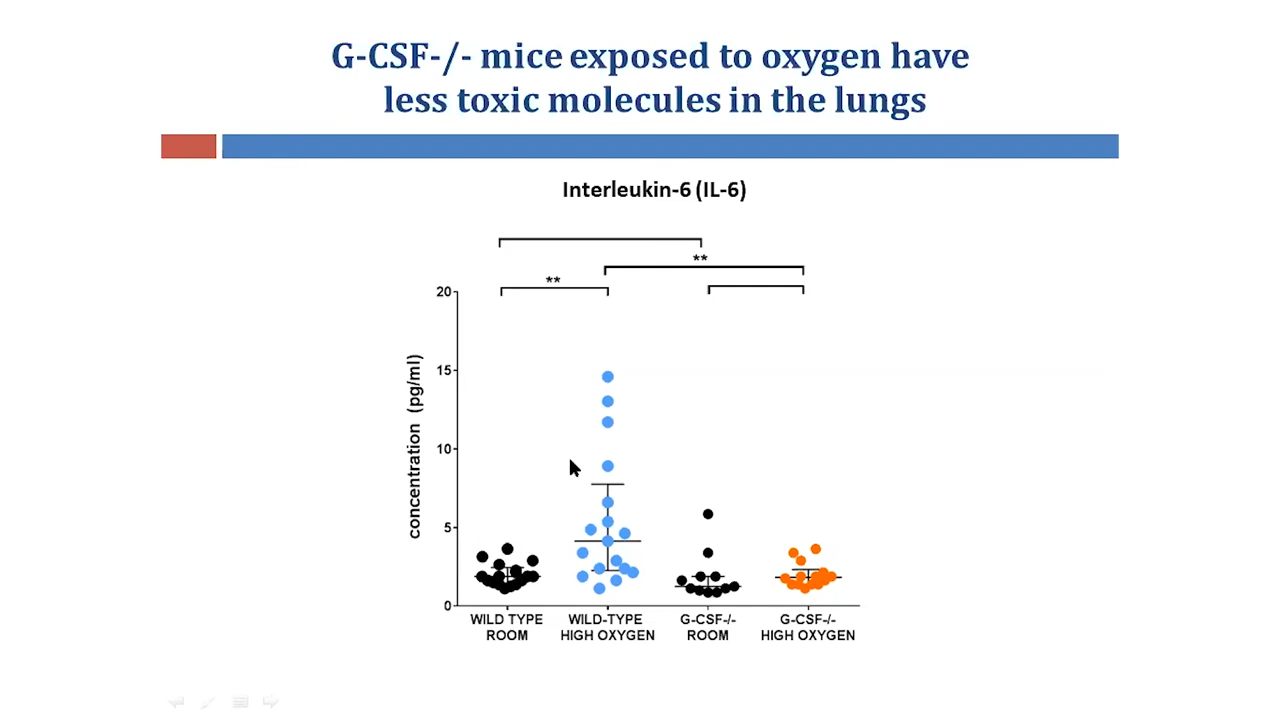 G-CSF-/- mice exposed to oxygen have
less toxic molecules in the lungs
Interleukin-6 (IL-6)
**
**
20
15
10
5
0
concentration (pg/ml)
WILD TYPE
ROOM
WILD-TYPE
HIGH OXYGEN
G-CSF-/-
ROOM
G-CSF-/-
HIGH OXYGEN